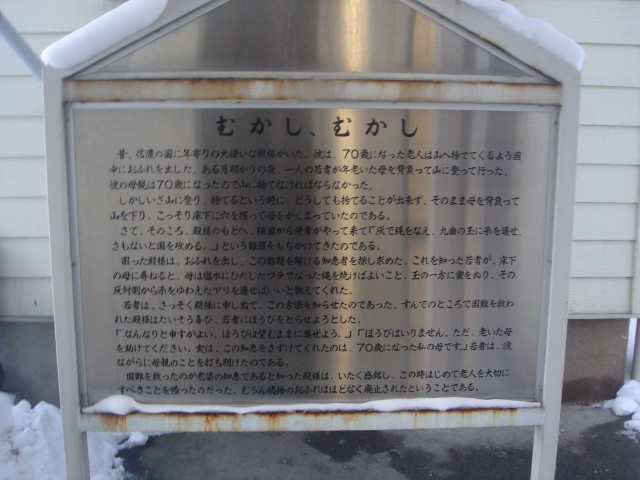 むかし、むかし
昔、信濃の国に年寄りの大嫌いな殿様がいた。彼は、70歳になった老人は山へ捨ててくるよう国
中におふれをました。ある月明かりの夜、一人の若者が年老いた母を背負って山に登って行った。
彼の母親は70歳になったので山に捨てなければならなかった。
しかしいざ山に登り、捨てるという時に、どうしても捨てることが出来ず、そのまま母を背負って
山を下り、こっそり床下に穴を掘って母をかくまっていたのである。
さて、そのころ、殿様のもとへ、隣国から使者がやって来て「灰で縄をなえ、九曲の玉に糸を通せ、
さもないと国を攻める。」という難題をもちかけてきたのである。
困った殿様は、おふれを出し、この難題を解ける知恵者を探し求めた。これを知った若者が、床下
の母に尋ねると、母は塩水にひたしたワラでなった縄を焼けばよいこと、玉の一方に蜜をぬり、その
反対側から糸をゆわえたアリを通せばいいと教えてくれた。
若者は、さっそく殿様に申し出て、この方法を知らせたのであった。すんでのところで国難を救わ
れた殿様はたいそう喜び、若者にほうびをとらせようとした。
「なんなりと申すがよい。ほうびは望むままに進ぜよう。」「ほうびはいりません。ただ、老いた母
を助けてください。実は、この知恵をさずけてくれたのは、70歳になった私の母です。」若者は、涙
ながらに母親のことを打ち明けたのである。
国難を救ったのが老婆の知恵であると知った殿様は、いたく感銘し、この時はじめて老人を大切に
すべきことを悟ったのだった。むろん姨捨のおふれはほどなく廃止されたということである。